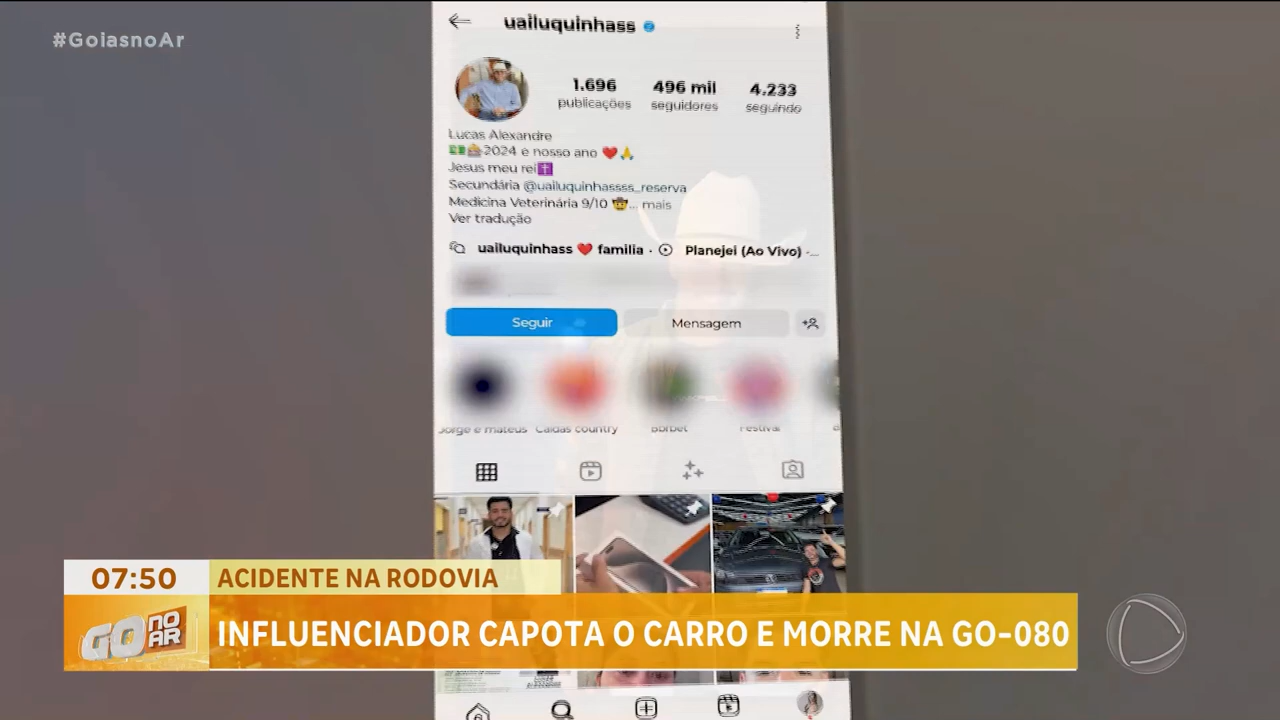 #GoiasnoAr
uailuquinhass
1.696
publicações
496 mil
seguidores
4.233
seguindo
Lucas Alexandre
2024 e nosso ano ❤️🙏
Jesus meu rei✝️
Secundária @uailuquinhassss_reserva
Medicina Veterinária 9/10 🤠... mais
Ver tradução
uailuquinhass ❤️ familia · Planejei (Ao Vivo) ·...
Seguir
Mensagem
Jorge e mateus
Caldas country
Festival
07:50
ACIDENTE NA RODOVIA
GO NO AR
INFLUENCIADOR CAPOTA O CARRO E MORRE NA GO-080